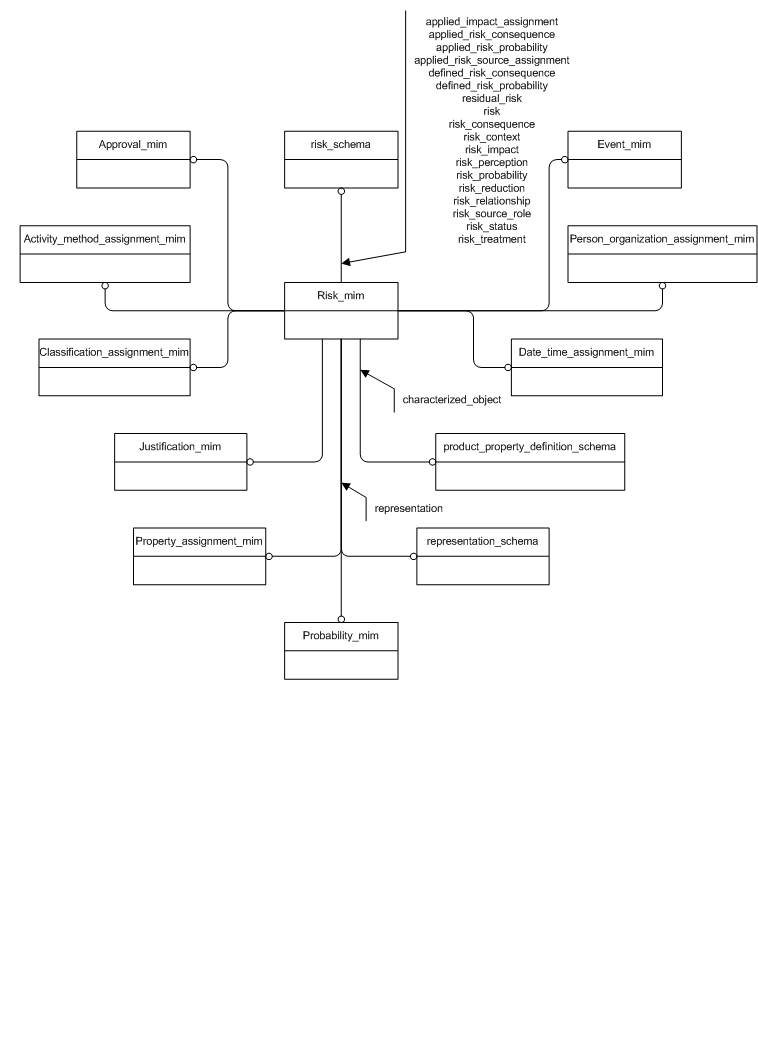 applied_impact_assignment
applied_risk_consequence
applied_risk_probability
applied_risk_source_assignment
defined_risk_consequence
defined_risk_probability
residual_risk
risk
risk_consequence
risk_context
risk_impact
risk_perception
risk_probability
risk_reduction
risk_relationship
risk_source_role
risk_status
risk_treatment
Approval_mim
risk_schema
Event_mim
Activity_method_assignment_mim
Person_organization_assignment_mim
Risk_mim
Classification_assignment_mim
Date_time_assignment_mim
characterized_object
Justification_mim
product_property_definition_schema
representation
Property_assignment_mim
representation_schema
Probability_mim